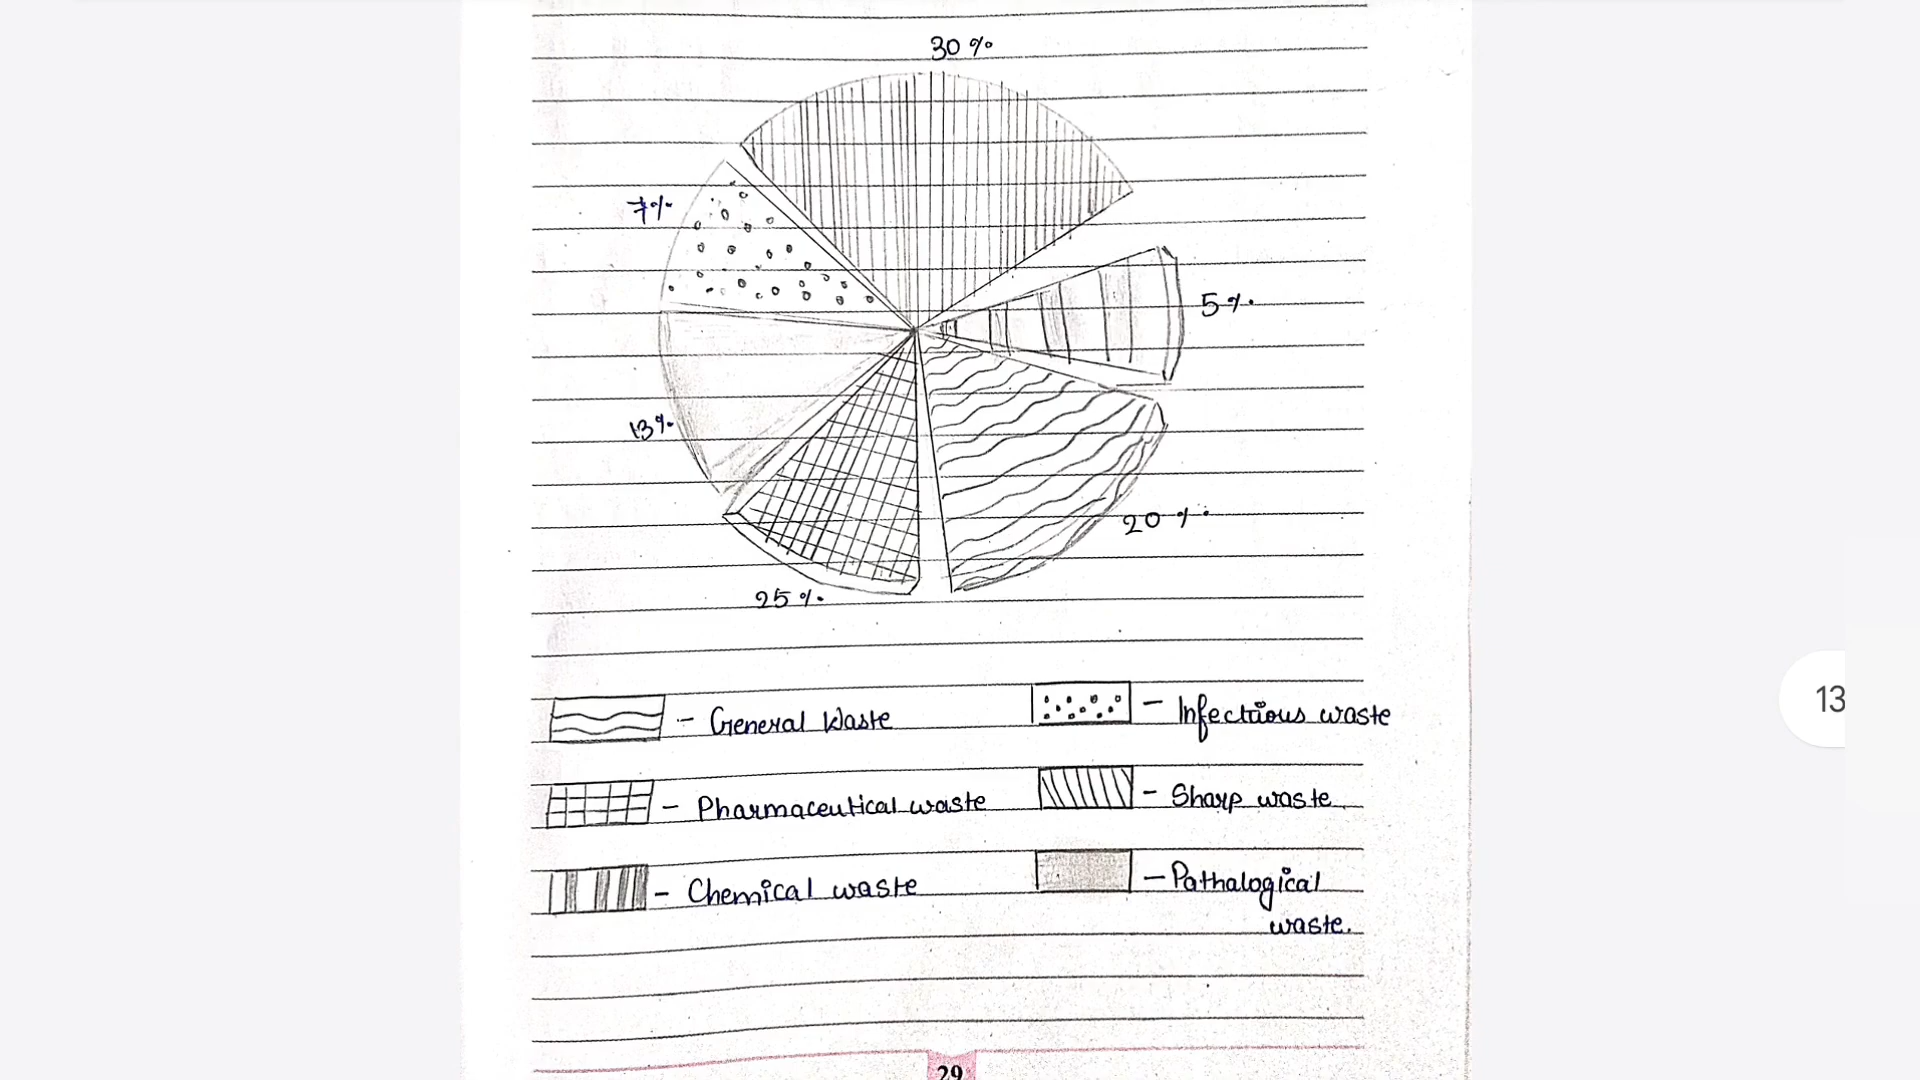 30 %
7%
5%
13%
20 %
25 %
- General Waste
- Infectious waste
- Pharmaceutical waste
- Sharp waste
- Chemical waste
- Pathalogical
waste.
29
13